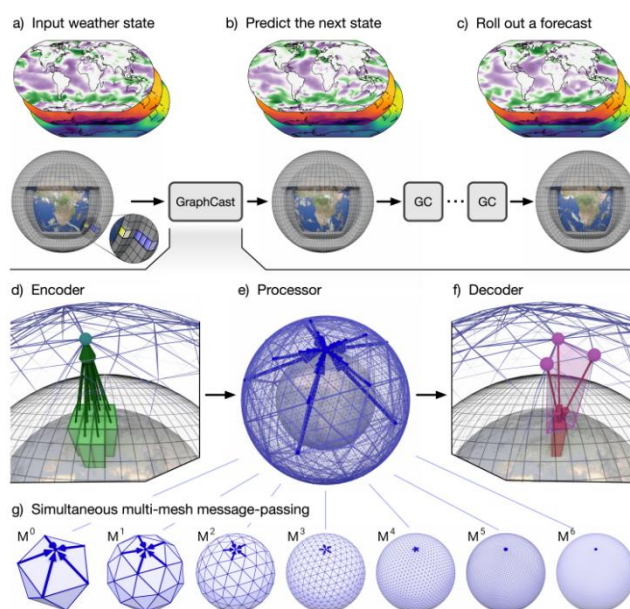 a) Input weather state
b) Predict the next state
c) Roll out a forecast
GraphCast
GC ··· GC
d) Encoder
e) Processor
f) Decoder
g) Simultaneous multi-mesh message-passing
M⁰ M¹ M² M³ M⁴ M⁵ M⁶